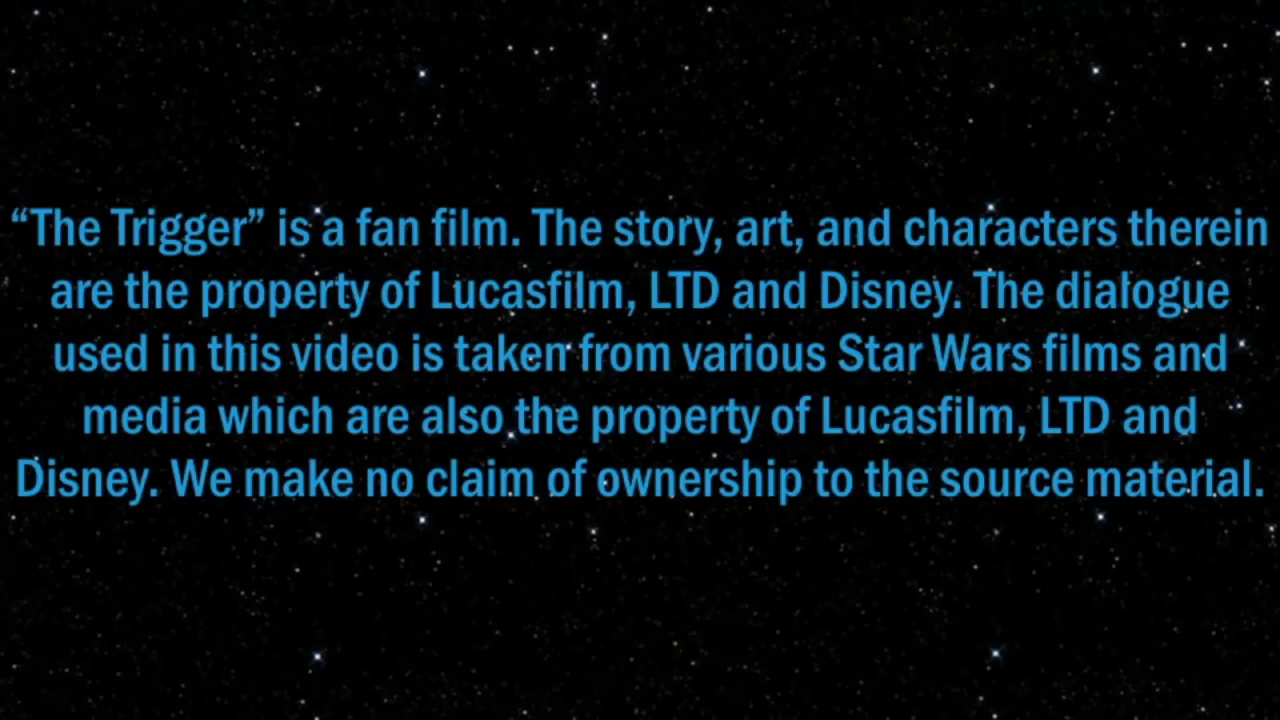 “The Trigger” is a fan film. The story, art, and characters therein
are the property of Lucasfilm, LTD and Disney. The dialogue
used in this video is taken from various Star Wars films and
media which are also the property of Lucasfilm, LTD and
Disney. We make no claim of ownership to the source material.